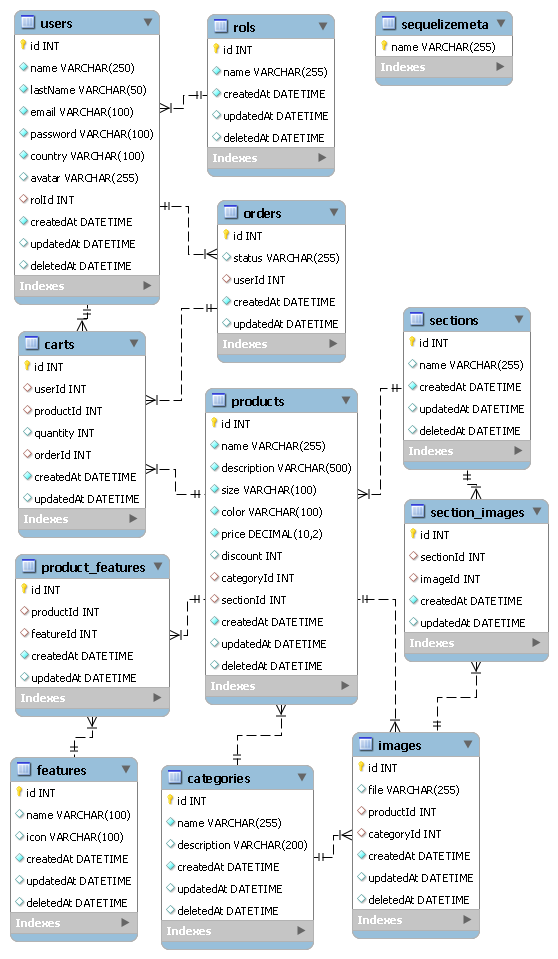 users
id INT
name VARCHAR(250)
lastName VARCHAR(50)
email VARCHAR(100)
password VARCHAR(100)
country VARCHAR(100)
avatar VARCHAR(255)
rolId INT
createdAt DATETIME
updatedAt DATETIME
deletedAt DATETIME
Indexes
rols
id INT
name VARCHAR(255)
createdAt DATETIME
updatedAt DATETIME
deletedAt DATETIME
Indexes
sequelizemeta
name VARCHAR(255)
Indexes
orders
id INT
status VARCHAR(255)
userId INT
createdAt DATETIME
updatedAt DATETIME
Indexes
carts
id INT
userId INT
productId INT
quantity INT
orderId INT
createdAt DATETIME
updatedAt DATETIME
Indexes
products
id INT
name VARCHAR(255)
description VARCHAR(500)
size VARCHAR(100)
color VARCHAR(100)
price DECIMAL(10,2)
discount INT
categoryId INT
sectionId INT
createdAt DATETIME
updatedAt DATETIME
deletedAt DATETIME
Indexes
sections
id INT
name VARCHAR(255)
createdAt DATETIME
updatedAt DATETIME
deletedAt DATETIME
Indexes
section_images
id INT
sectionId INT
imageId INT
createdAt DATETIME
updatedAt DATETIME
Indexes
product_features
id INT
productId INT
featureId INT
createdAt DATETIME
updatedAt DATETIME
Indexes
features
id INT
name VARCHAR(100)
icon VARCHAR(100)
createdAt DATETIME
updatedAt DATETIME
deletedAt DATETIME
Indexes
categories
id INT
name VARCHAR(255)
description VARCHAR(200)
createdAt DATETIME
updatedAt DATETIME
deletedAt DATETIME
Indexes
images
id INT
file VARCHAR(255)
productId INT
categoryId INT
createdAt DATETIME
updatedAt DATETIME
deletedAt DATETIME
Indexes